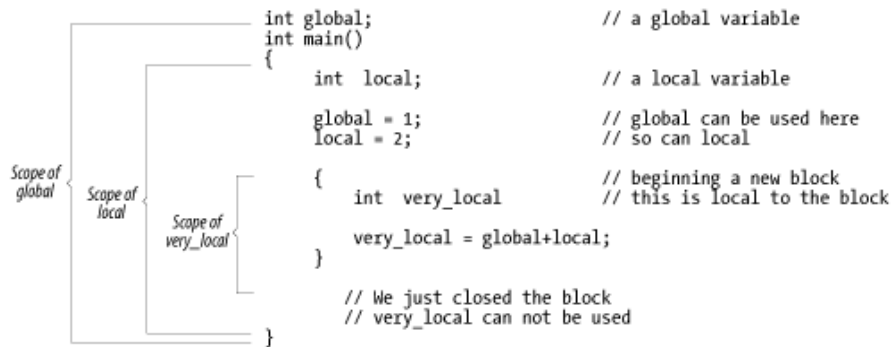 int global; // a global variable
int main()
{
int local; // a local variable
global = 1; // global can be used here
local = 2; // so can local
{ // beginning a new block
int very_local // this is local to the block
very_local = global+local;
}
// We just closed the block
// very_local can not be used
}
Scope of
global
Scope of
local
Scope of
very_local